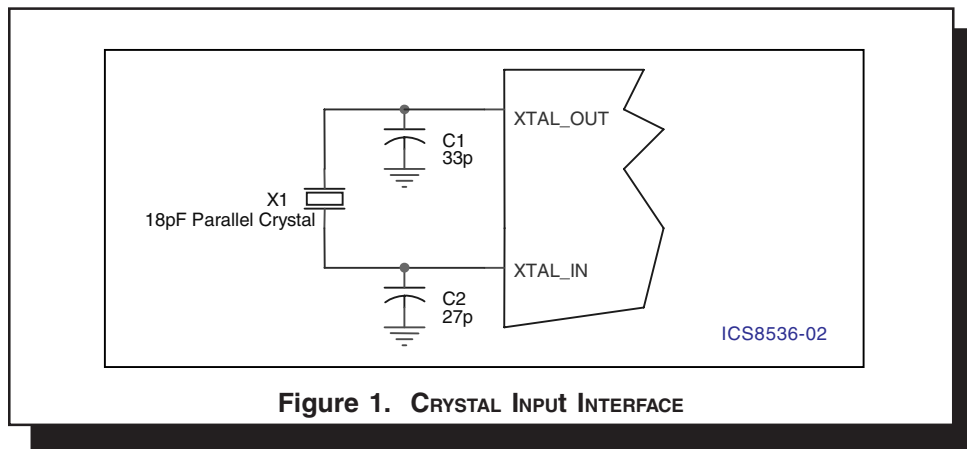 XTAL_OUT
C1
33p
X1
18pF Parallel Crystal
XTAL_IN
C2
27p
ICS8536-02
Figure 1. CRYSTAL INPUt INTERFACE